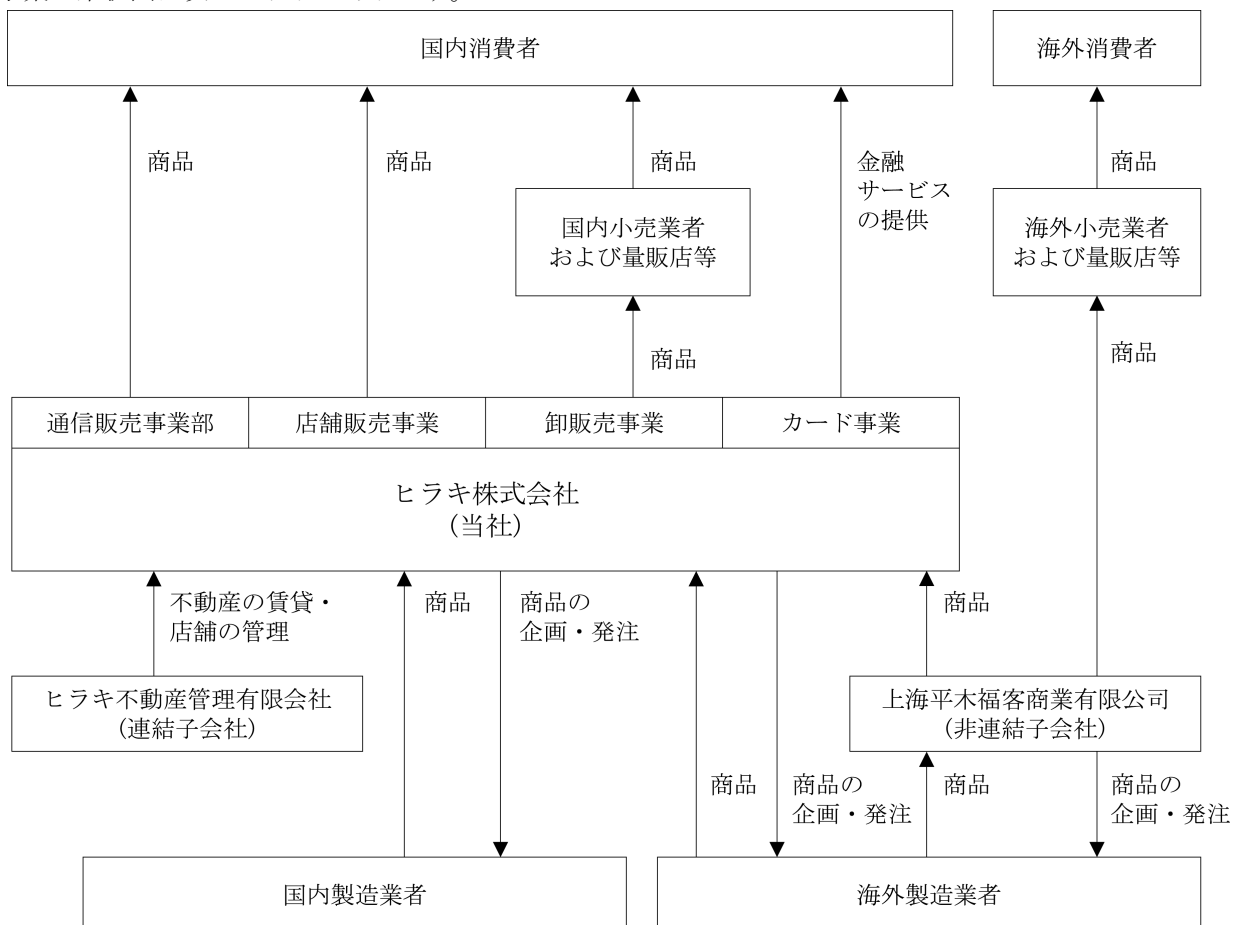 国内消費者
海外消費者
商品
商品
商品
金融
サービス
の提供
商品
国内小売業者
および量販店等
海外小売業者
および量販店等
商品
商品
通信販売事業部
店舗販売事業
卸販売事業
カード事業
ヒラキ株式会社
(当社)
不動産の賃貸・
店舗の管理
商品
商品の
企画・発注
商品
ヒラキ不動産管理有限会社
(連結子会社)
上海平木福客商業有限公司
(非連結子会社)
商品
商品の
企画・発注
商品
商品の
企画・発注
国内製造業者
海外製造業者